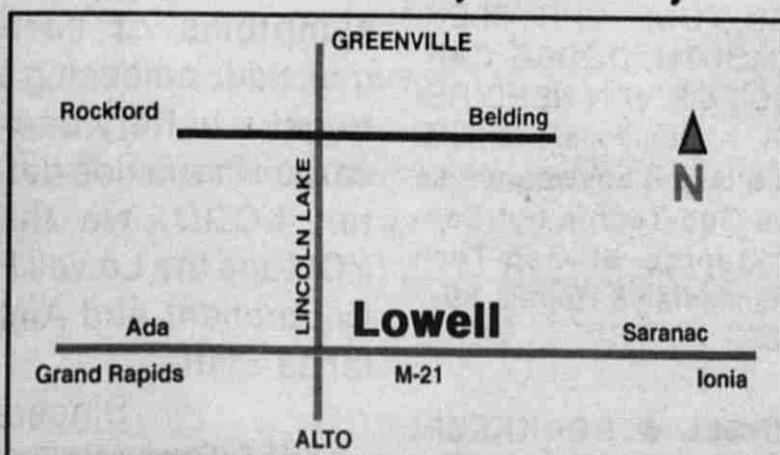 GREENVILLE
Rockford Belding
N
LINCOLN LAKE
Lowell
Ada Saranac
Grand Rapids M-21 Ionia
ALTO